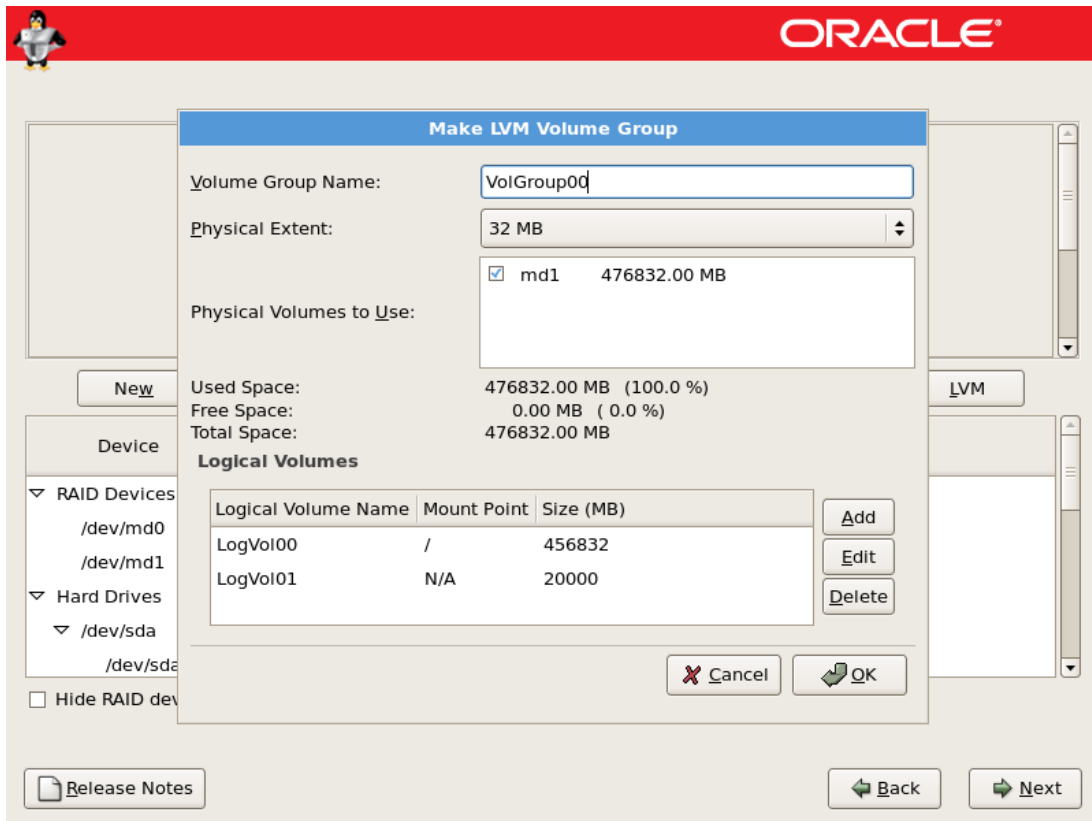 ORACLE®
Make LVM Volume Group
Volume Group Name: VolGroup00
Physical Extent: 32 MB
md1 476832.00 MB
Physical Volumes to Use:
New
Used Space: 476832.00 MB (100.0 %)
LVM
Free Space: 0.00 MB ( 0.0 %)
Total Space: 476832.00 MB
Device
Logical Volumes
RAID Devices
Logical Volume Name Mount Point Size (MB)
Add
/dev/md0
LogVol00 / 456832
Edit
/dev/md1
LogVol01 N/A 20000
Hard Drives
Delete
/dev/sda
/dev/sda
Cancel OK
Hide RAID dev
Release Notes
Back Next